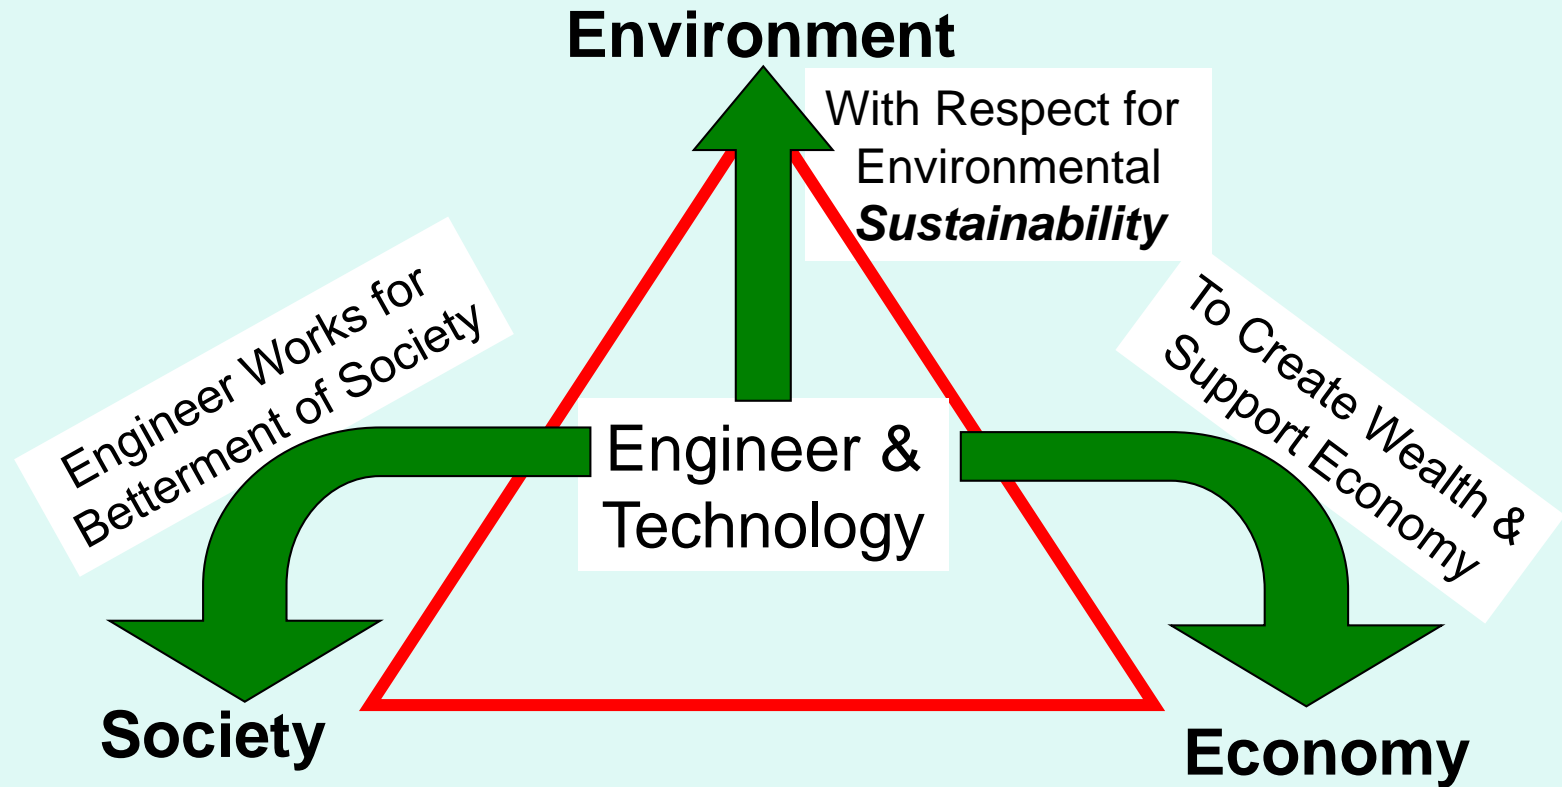 Environment
With Respect for
Environmental
Sustainability
Engineer Works for
Betterment of Society
To Create Wealth &
Support Economy
Engineer &
Technology
Society
Economy